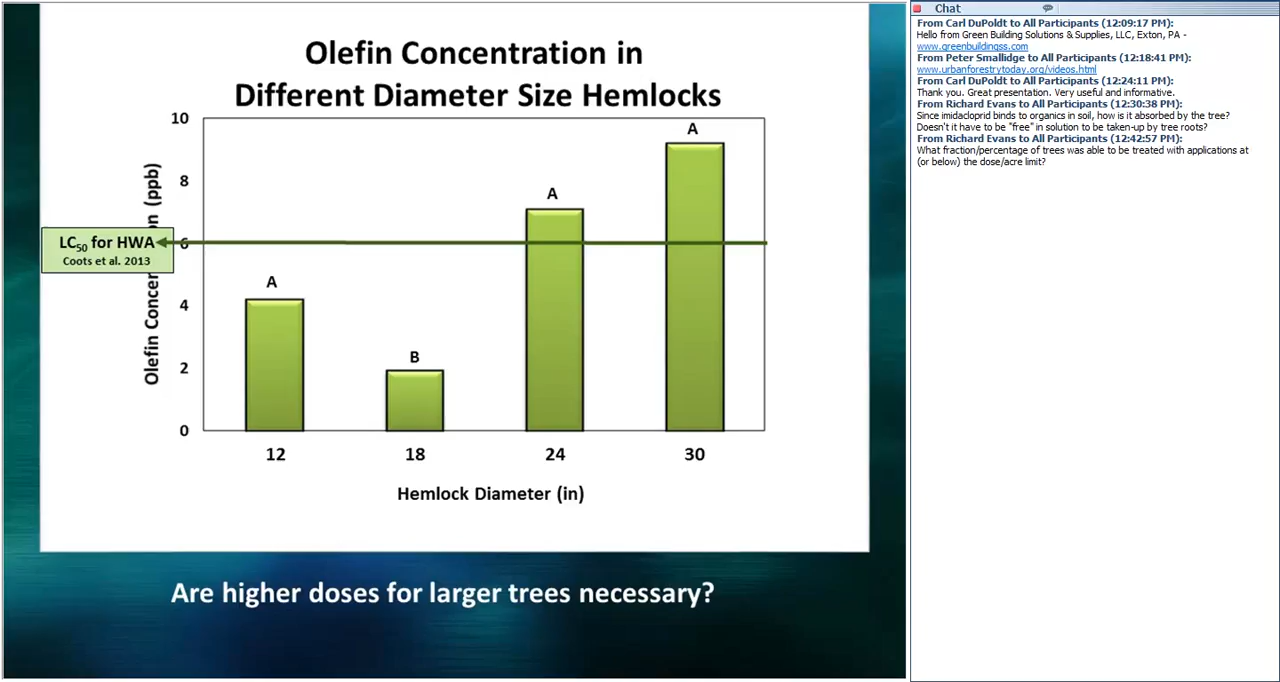 Olefin Concentration in
Different Diameter Size Hemlocks
10
8
6
4
2
0
Olefin (ppb)
LC50 for HWA
Coots et al. 2013
A
B
A
A
12 18 24 30
Hemlock Diameter (in)
Are higher doses for larger trees necessary?
Chat
From Carl DuPoldt to All Participants (12:09:17 PM):
Hello from Green Building Solutions & Supplies, LLC, Exton, PA -
www.greenbuildingss.com
From Peter Smallidge to All Participants (12:18:41 PM):
www.urbanforestrytoday.org/videos.html
From Carl DuPoldt to All Participants (12:24:11 PM):
Thank you. Great presentation. Very useful and informative.
From Richard Evans to All Participants (12:30:38 PM):
Since imidacloprid binds to organics in soil, how is it absorbed by the tree?
Doesn't it have to be "free" in solution to be taken-up by tree roots?
From Richard Evans to All Participants (12:42:57 PM):
What fraction/percentage of trees was able to be treated with applications at
(or below) the dose/acre limit?